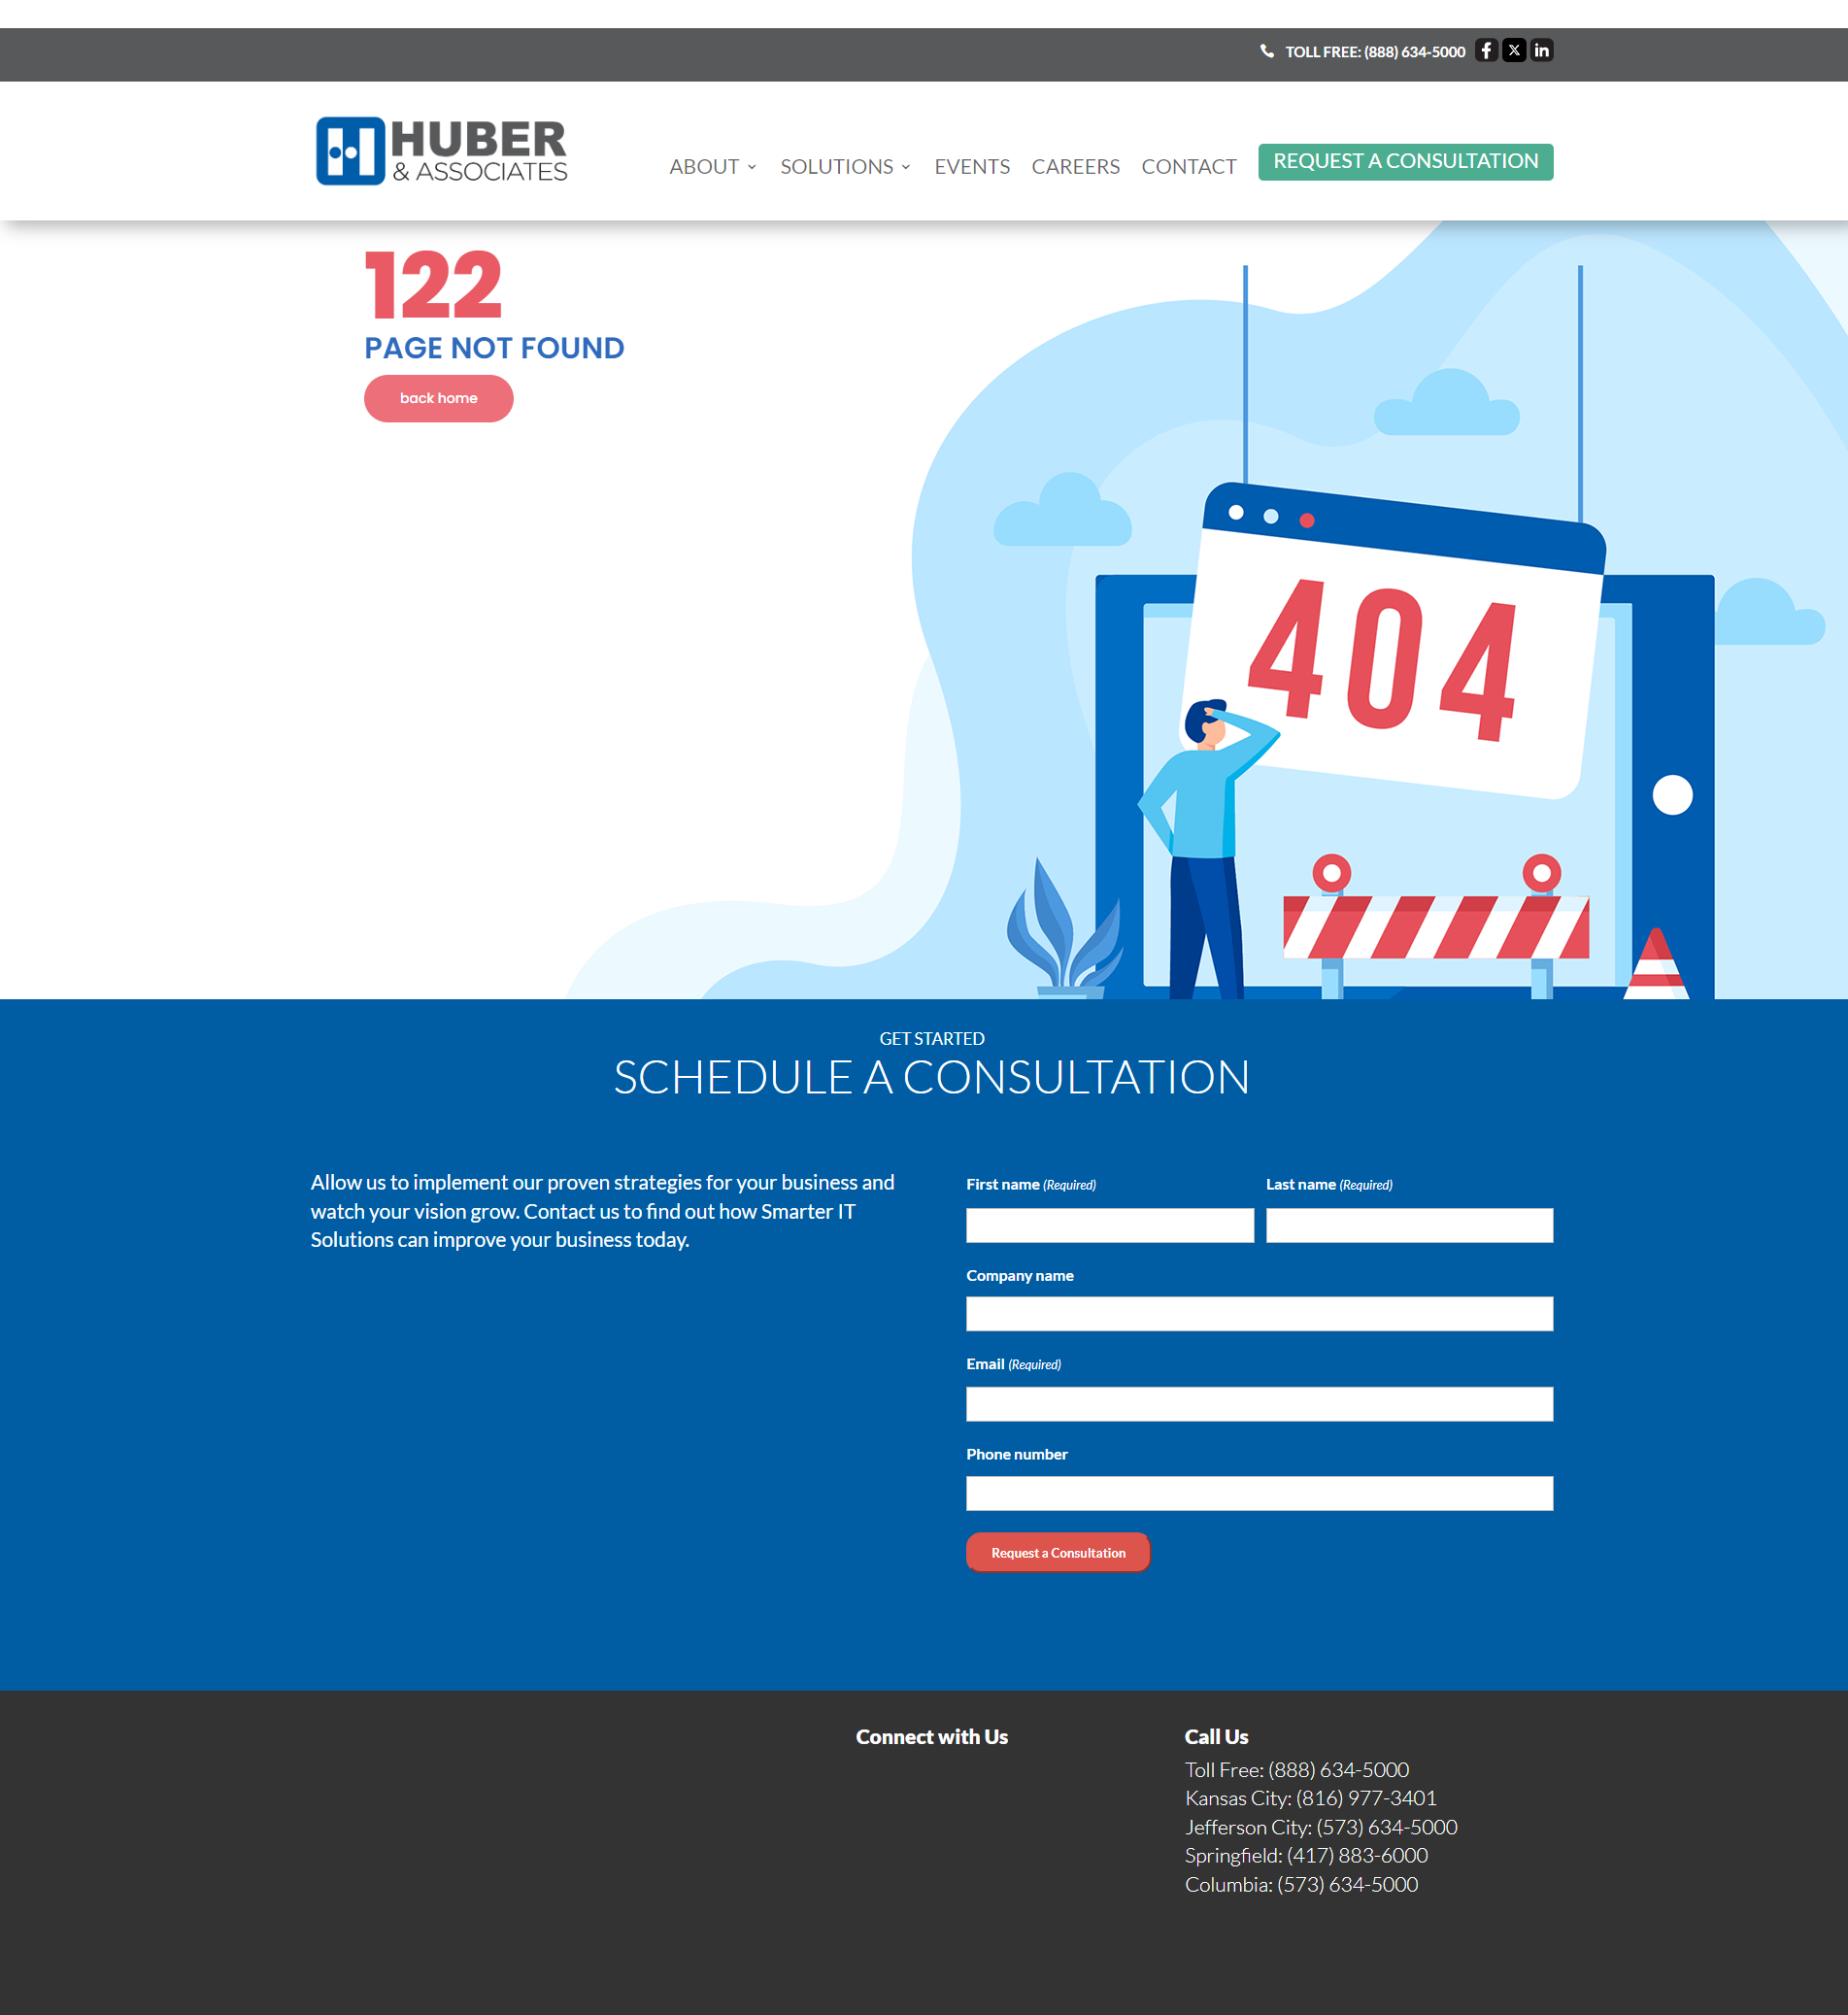 TOLL FREE: (888) 634-5000
HUBER
& ASSOCIATES
ABOUT SOLUTIONS EVENTS CAREERS CONTACT REQUEST A CONSULTATION
122
PAGE NOT FOUND
back home
404
GET STARTED
SCHEDULE A CONSULTATION
Allow us to implement our proven strategies for your business and
watch your vision grow. Contact us to find out how Smarter IT
Solutions can improve your business today.
First name (Required) Last name (Required)
Company name
Email (Required)
Phone number
Request a Consultation
Connect with Us
Call Us
Toll Free: (888) 634-5000
Kansas City: (816) 977-3401
Jefferson City: (573) 634-5000
Springfield: (417) 883-6000
Columbia: (573) 634-5000